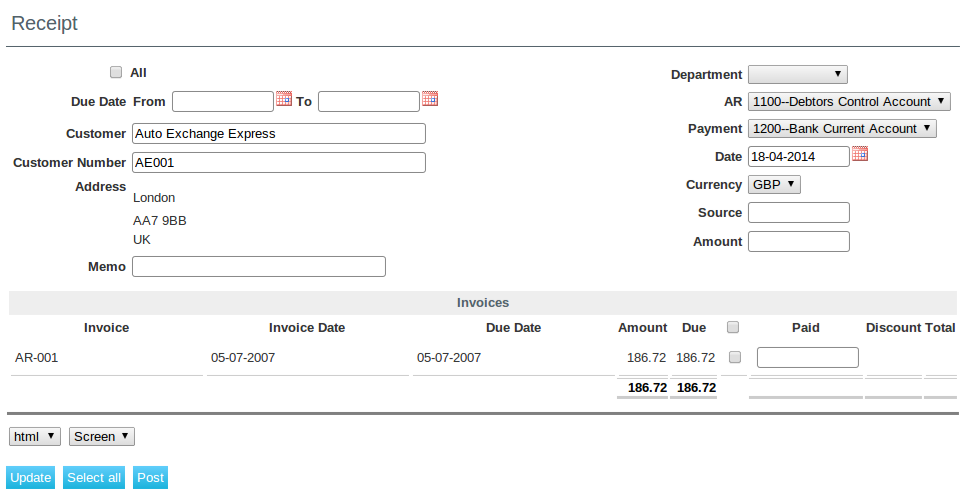 Receipt
All
Due Date From To
Customer Auto Exchange Express
Customer Number AE001
Address
London
AA7 9BB
UK
Memo
Department
AR 1100--Debtors Control Account
Payment 1200--Bank Current Account
Date 18-04-2014
Currency GBP
Source
Amount
Invoices
Invoice Invoice Date Due Date Amount Due Paid Discount Total
AR-001 05-07-2007 05-07-2007 186.72 186.72
186.72 186.72
html Screen
Update Select all Post